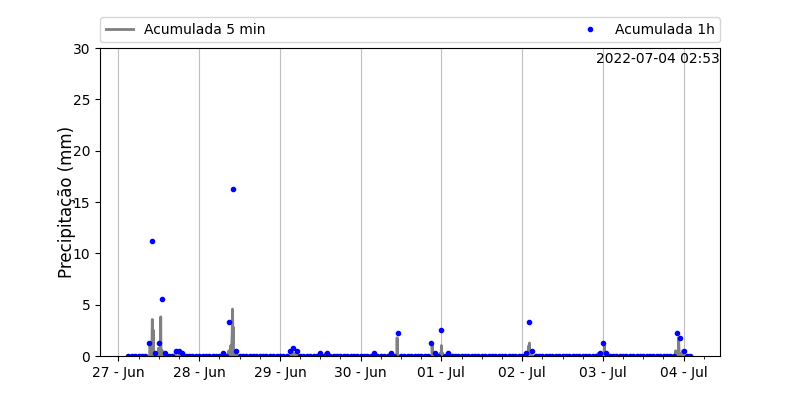 Acumulada 5 min Acumulada 1h
2022-07-04 02:53
Precipitação (mm)
30
25
20
15
10
5
0
27 - Jun 28 - Jun 29 - Jun 30 - Jun 01 - Jul 02 - Jul 03 - Jul 04 - Jul